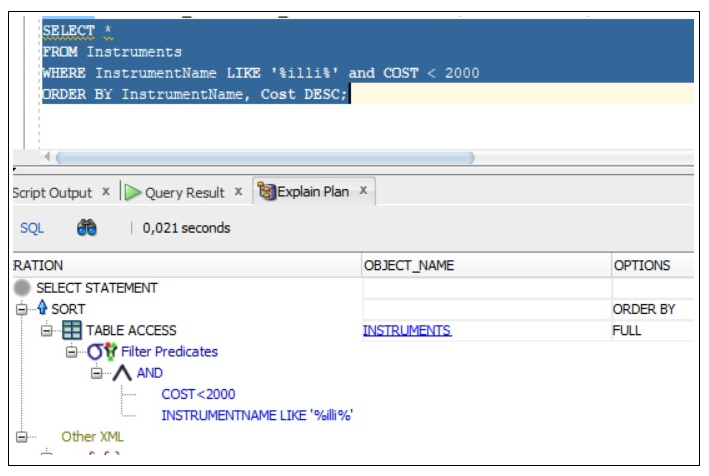 SELECT *
FROM Instruments
WHERE InstrumentName LIKE '%illi%' and COST < 2000
ORDER BY InstrumentName, Cost DESC;
Script Output x Query Result x Explain Plan x
SQL 0,021 seconds
RATION OBJECT_NAME OPTIONS
SELECT STATEMENT
SORT ORDER BY
TABLE ACCESS INSTRUMENTS FULL
Filter Predicates
AND
COST<2000
INSTRUMENTNAME LIKE '%illi%'
Other XML